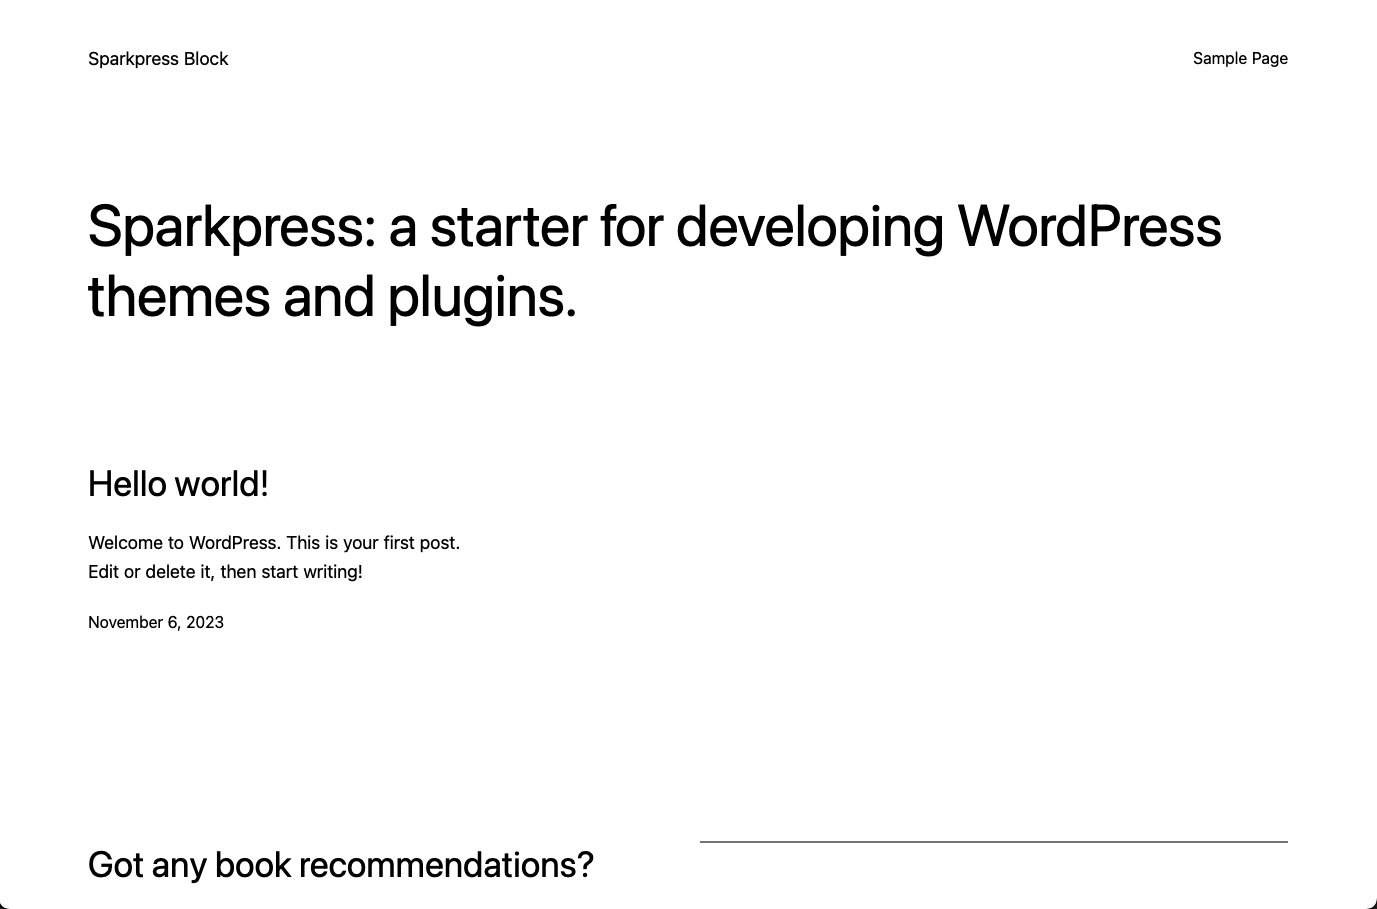 Sparkpress Block
Sample Page
Sparkpress: a starter for developing WordPress
themes and plugins.
Hello world!
Welcome to WordPress. This is your first post.
Edit or delete it, then start writing!
November 6, 2023
Got any book recommendations?